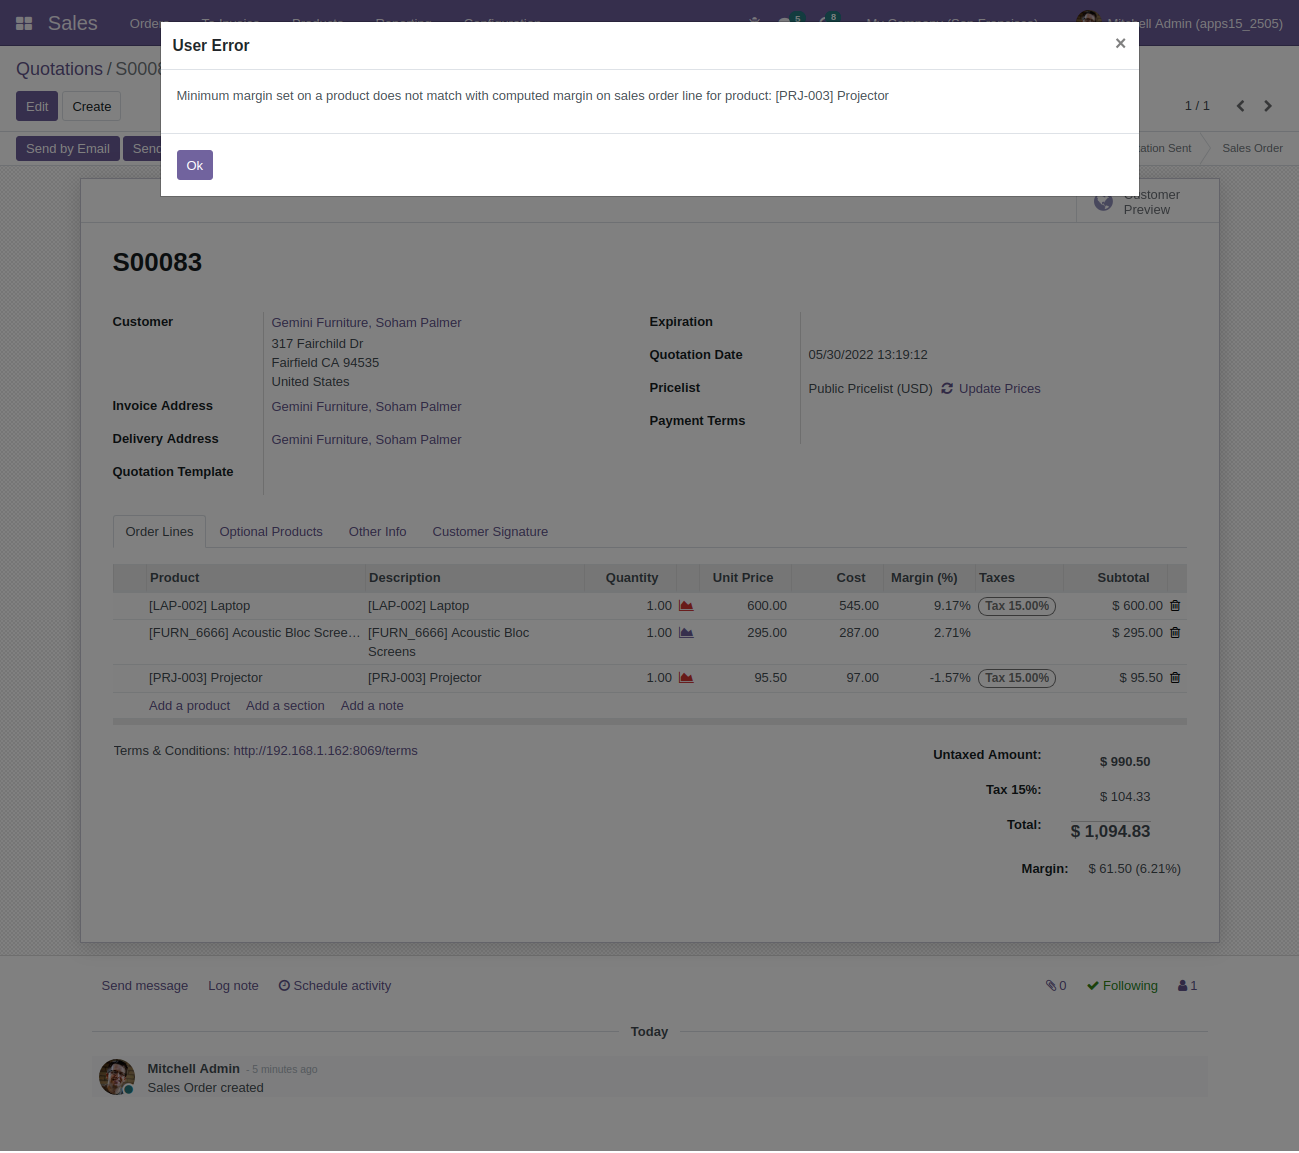 Sales
Mitchell Admin (apps15_2505)
User Error ×
Minimum margin set on a product does not match with computed margin on sales order line for product: [PRJ-003] Projector
Ok
Quotations / S0008
Edit Create
1 / 1
Send by Email Send
ation Sent Sales Order
Customer
Preview
S00083
Customer Gemini Furniture, Soham Palmer
317 Fairchild Dr
Fairfield CA 94535
United States
Invoice Address Gemini Furniture, Soham Palmer
Delivery Address Gemini Furniture, Soham Palmer
Quotation Template
Expiration
Quotation Date 05/30/2022 13:19:12
Pricelist Public Pricelist (USD) Update Prices
Payment Terms
Order Lines Optional Products Other Info Customer Signature
Product Description Quantity Unit Price Cost Margin (%) Taxes Subtotal
[LAP-002] Laptop [LAP-002] Laptop 1.00 600.00 545.00 9.17% Tax 15.00% $ 600.00
[FURN_6666] Acoustic Bloc Scree... [FURN_6666] Acoustic Bloc 1.00 295.00 287.00 2.71% $ 295.00
Screens
[PRJ-003] Projector [PRJ-003] Projector 1.00 95.50 97.00 -1.57% Tax 15.00% $ 95.50
Add a product Add a section Add a note
Terms & Conditions: http://192.168.1.162:8069/terms
Untaxed Amount: $ 990.50
Tax 15%: $ 104.33
Total: $ 1,094.83
Margin: $ 61.50 (6.21%)
Send message Log note Schedule activity 0 Following 1
Today
Mitchell Admin - 5 minutes ago
Sales Order created